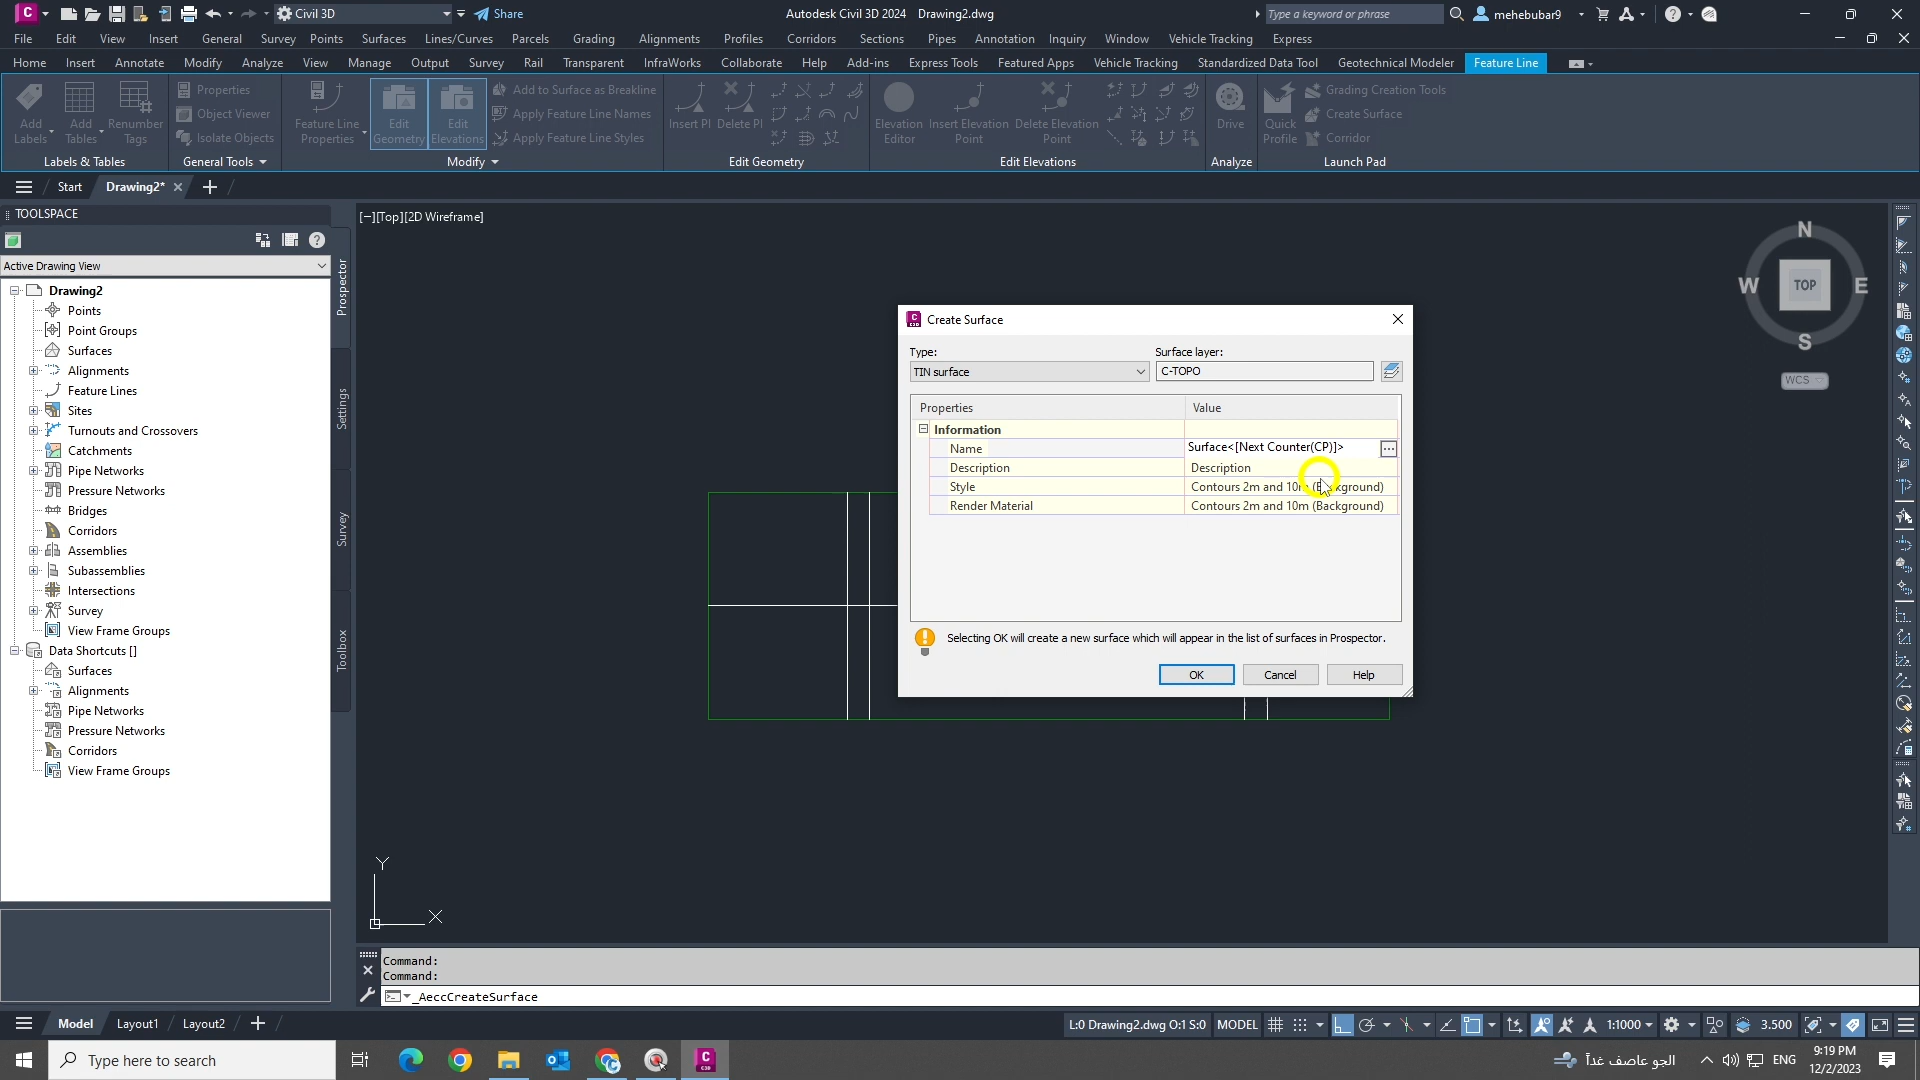 Civil 3D
Share
Autodesk Civil 3D 2024 Drawing2.dwg
Type a keyword or phrase
mehebubar9
File Edit View Insert General Survey Points Surfaces Lines/Curves Parcels Grading Alignments Profiles Corridors Sections Pipes Annotation Inquiry Window Vehicle Tracking Express
Home Insert Annotate Modify Analyze View Manage Output Survey Rail Transparent InfraWorks Collaborate Help Add-ins Express Tools Featured Apps Vehicle Tracking Standardized Data Tool Geotechnical Modeler Feature Line
Add Labels
Add Tables
Renumber Tags
Labels & Tables
Properties
Object Viewer
Isolate Objects
General Tools
Feature Line Properties
Edit Geometry
Edit Elevations
Add to Surface as Breakline
Apply Feature Line Names
Apply Feature Line Styles
Modify
Insert PI
Delete PI
Edit Geometry
Elevation Editor
Insert Elevation Point
Delete Elevation Point
Edit Elevations
Drive
Analyze
Quick Profile
Grading Creation Tools
Create Surface
Corridor
Launch Pad
Start
Drawing2*
TOOLSPACE
Active Drawing View
Drawing2
Points
Point Groups
Surfaces
Alignments
Feature Lines
Sites
Turnouts and Crossovers
Catchments
Pipe Networks
Pressure Networks
Bridges
Corridors
Assemblies
Subassemblies
Intersections
Survey
View Frame Groups
Data Shortcuts []
Surfaces
Alignments
Pipe Networks
Pressure Networks
Corridors
View Frame Groups
Prospector
Settings
Survey
Toolbox
[−][Top][2D Wireframe]
N
W
TOP
E
S
WCS
Create Surface
Type:
TIN surface
Surface layer:
C-TOPO
Properties Value
Information
Name Surface<[Next Counter(CP)]>
Description Description
Style Contours 2m and 10m (Background)
Render Material Contours 2m and 10m (Background)
Selecting OK will create a new surface which will appear in the list of surfaces in Prospector.
OK Cancel Help
Y
X
Command:
Command:
_AeccCreateSurface
Model Layout1 Layout2
L:0 Drawing2.dwg O:1 S:0 MODEL 1:1000 3.500
Type here to search
الجو عاصف غداً
ENG
9:19 PM
12/2/2023